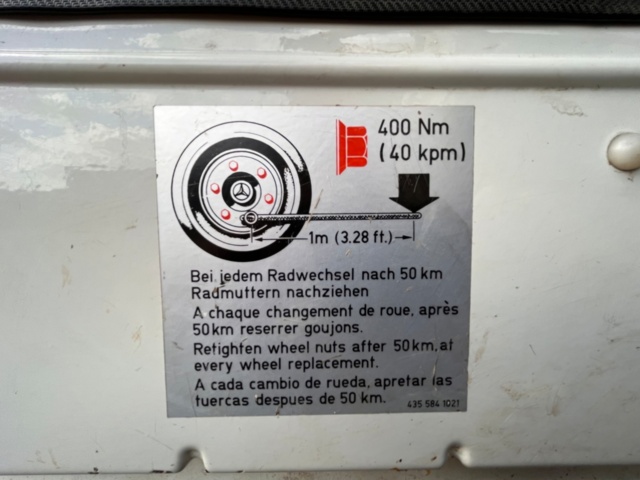 400 Nm
(40 kpm)
1m (3.28 ft.)
Bei jedem Radwechsel nach 50 km
Radmuttern nachziehen
A chaque changement de roue, après
50km reserrer goujons.
Retighten wheel nuts after 50km, at
every wheel replacement.
A cada cambio de rueda, apretar las
tuercas despues de 50 km.
435 584 1021